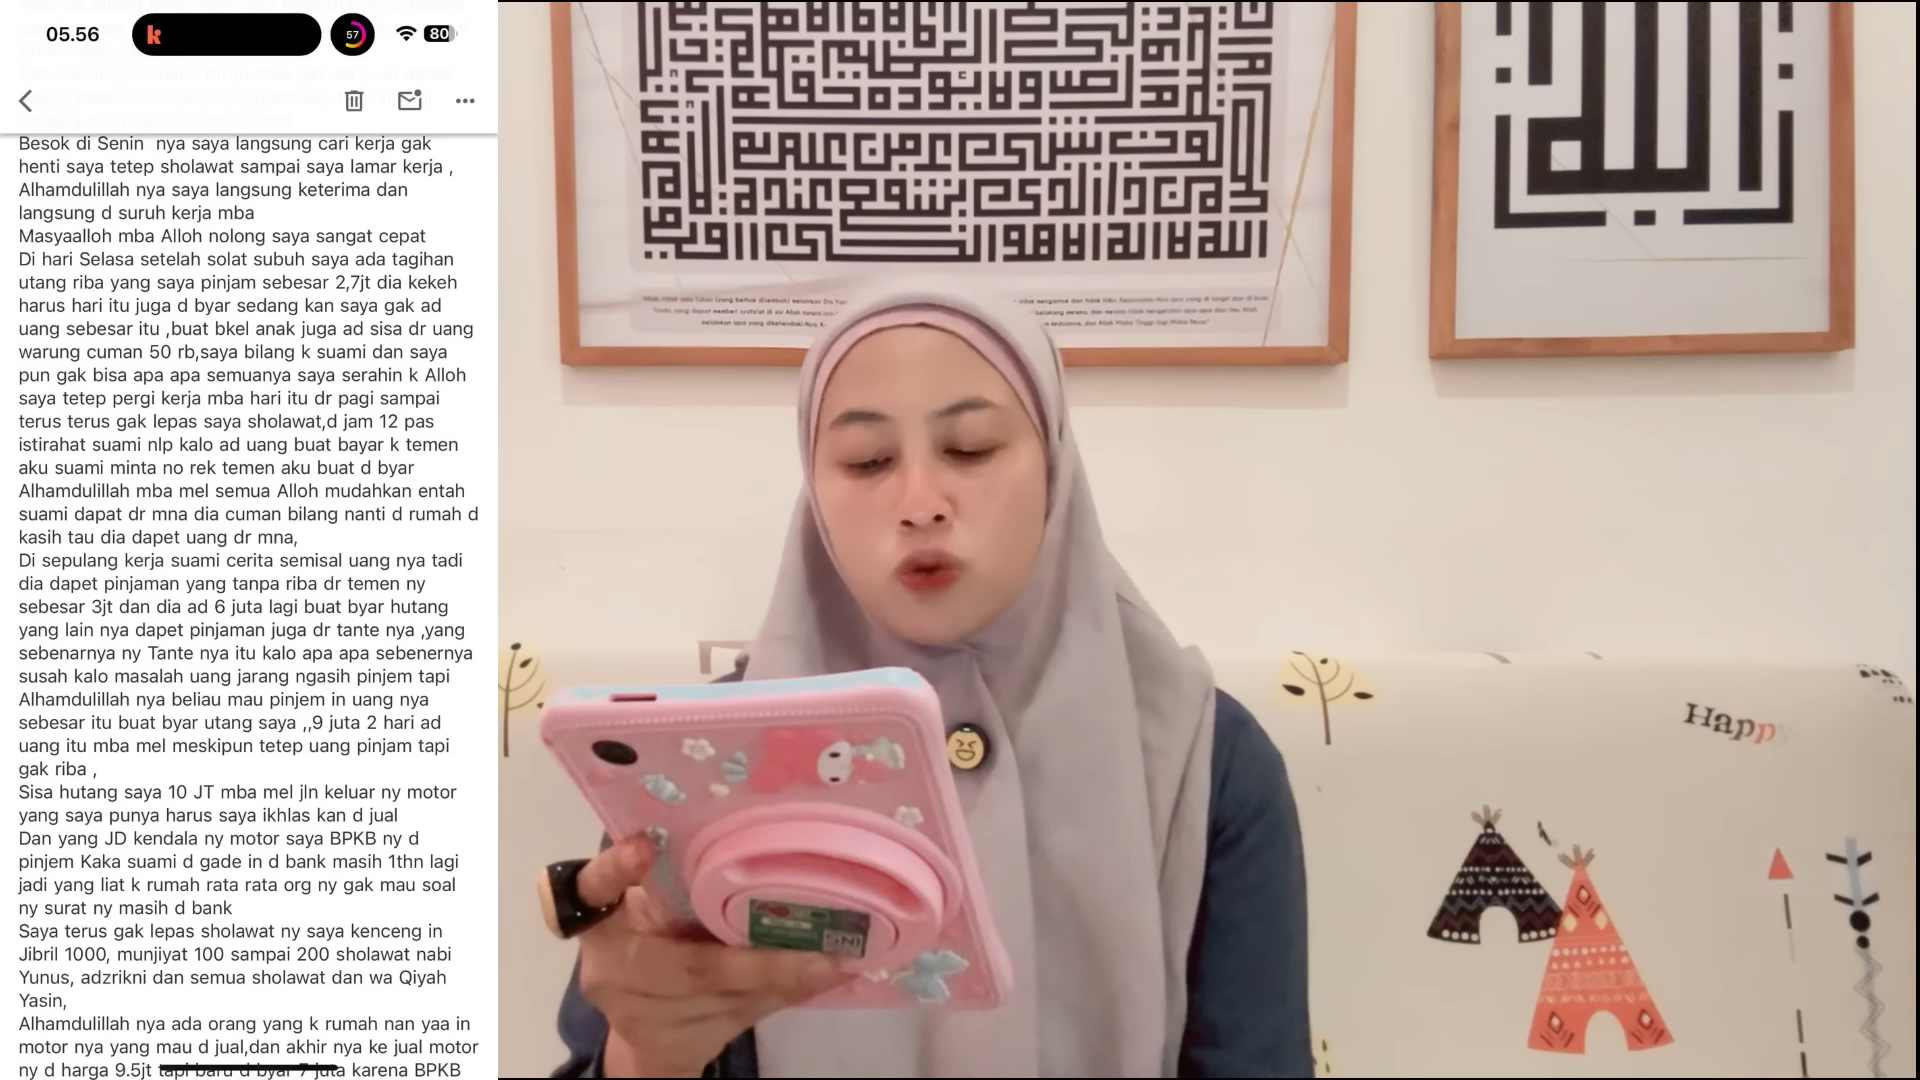 05.56
57
80
Besok di Senin  nya saya langsung cari kerja gak
henti saya tetep sholawat sampai saya lamar kerja ,
Alhamdulillah nya saya langsung keterima dan
langsung d suruh kerja mba
Masyaalloh mba Alloh nolong saya sangat cepat
Di hari Selasa setelah solat subuh saya ada tagihan
utang riba yang saya pinjam sebesar 2,7jt dia kekeh
harus hari itu juga d byar sedang kan saya gak ad
uang sebesar itu ,buat bkel anak juga ad sisa dr uang
warung cuman 50 rb,saya bilang k suami dan saya
pun gak bisa apa apa semuanya saya serahin k Alloh
saya tetep pergi kerja mba hari itu dr pagi sampai
terus terus gak lepas saya sholawat,d jam 12 pas
istirahat suami nlp kalo ad uang buat bayar k temen
aku suami minta no rek temen aku buat d byar
Alhamdulillah mba mel semua Alloh mudahkan entah
suami dapat dr mna dia cuman bilang nanti d rumah d
kasih tau dia dapet uang dr mna,
Di sepulang kerja suami cerita semisal uang nya tadi
dia dapet pinjaman yang tanpa riba dr temen ny
sebesar 3jt dan dia ad 6 juta lagi buat byar hutang
yang lain nya dapet pinjaman juga dr tante nya ,yang
sebenarnya ny Tante nya itu kalo apa apa sebenernya
susah kalo masalah uang jarang ngasih pinjem tapi
Alhamdulillah nya beliau mau pinjem in uang nya
sebesar itu buat byar utang saya ,,9 juta 2 hari ad
uang itu mba mel meskipun tetep uang pinjam tapi
gak riba ,
Sisa hutang saya 10 JT mba mel jln keluar ny motor
yang saya punya harus saya ikhlas kan d jual
Dan yang JD kendala ny motor saya BPKB ny d
pinjem Kaka suami d gade in d bank masih 1thn lagi
jadi yang liat k rumah rata rata org ny gak mau soal
ny surat ny masih d bank
Saya terus gak lepas sholawat ny saya kenceng in
Jibril 1000, munjiyat 100 sampai 200 sholawat nabi
Yunus, adzrikni dan semua sholawat dan wa Qiyah
Yasin,
Alhamdulillah nya ada orang yang k rumah nan yaa in
motor nya yang mau d jual,dan akhir nya ke jual motor
ny d harga 9.5jt tapi baru d byar 7 juta karena BPKB
الله
Happ
SNI